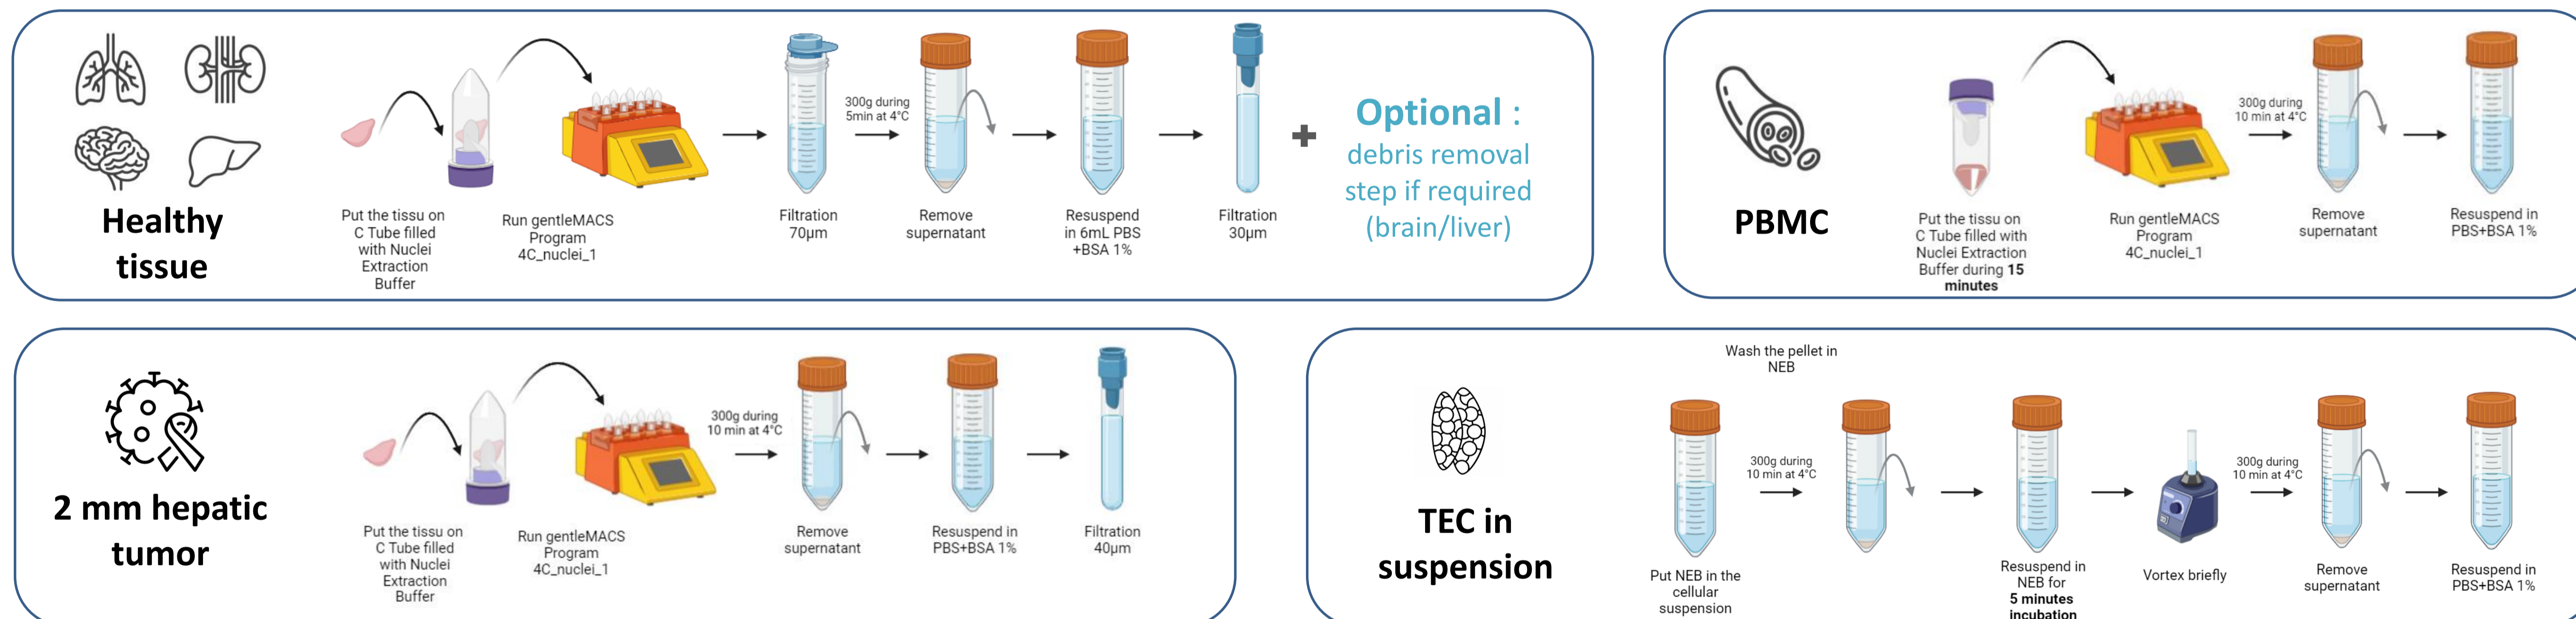 Healthy
tissue
Put the tissu on
C Tube filled
with Nuclei
Extraction
Buffer
Run gentleMACS
Program
4C_nuclei_1
Filtration
70µm
300g during
5min at 4°C
Remove
supernatant
Resuspend
in 6mL PBS
+BSA 1%
Filtration
30µm
+
Optional :
debris removal
step if required
(brain/liver)
PBMC
Put the tissu on
C Tube filled with
Nuclei Extraction
Buffer during 15
minutes
Run gentleMACS
Program
4C_nuclei_1
300g during
10 min at 4°C
Remove
supernatant
Resuspend in
PBS+BSA 1%
2 mm hepatic
tumor
Put the tissu on
C Tube filled
with Nuclei
Extraction
Buffer
Run gentleMACS
Program
4C_nuclei_1
300g during
10 min at 4°C
Remove
supernatant
Resuspend in
PBS+BSA 1%
Filtration
40µm
TEC in
suspension
Put NEB in the
cellular
suspension
Wash the pellet in
NEB
300g during
10 min at 4°C
Resuspend in
NEB for
5 minutes
incubation
Vortex briefly
300g during
10 min at 4°C
Remove
supernatant
Resuspend in
PBS+BSA 1%